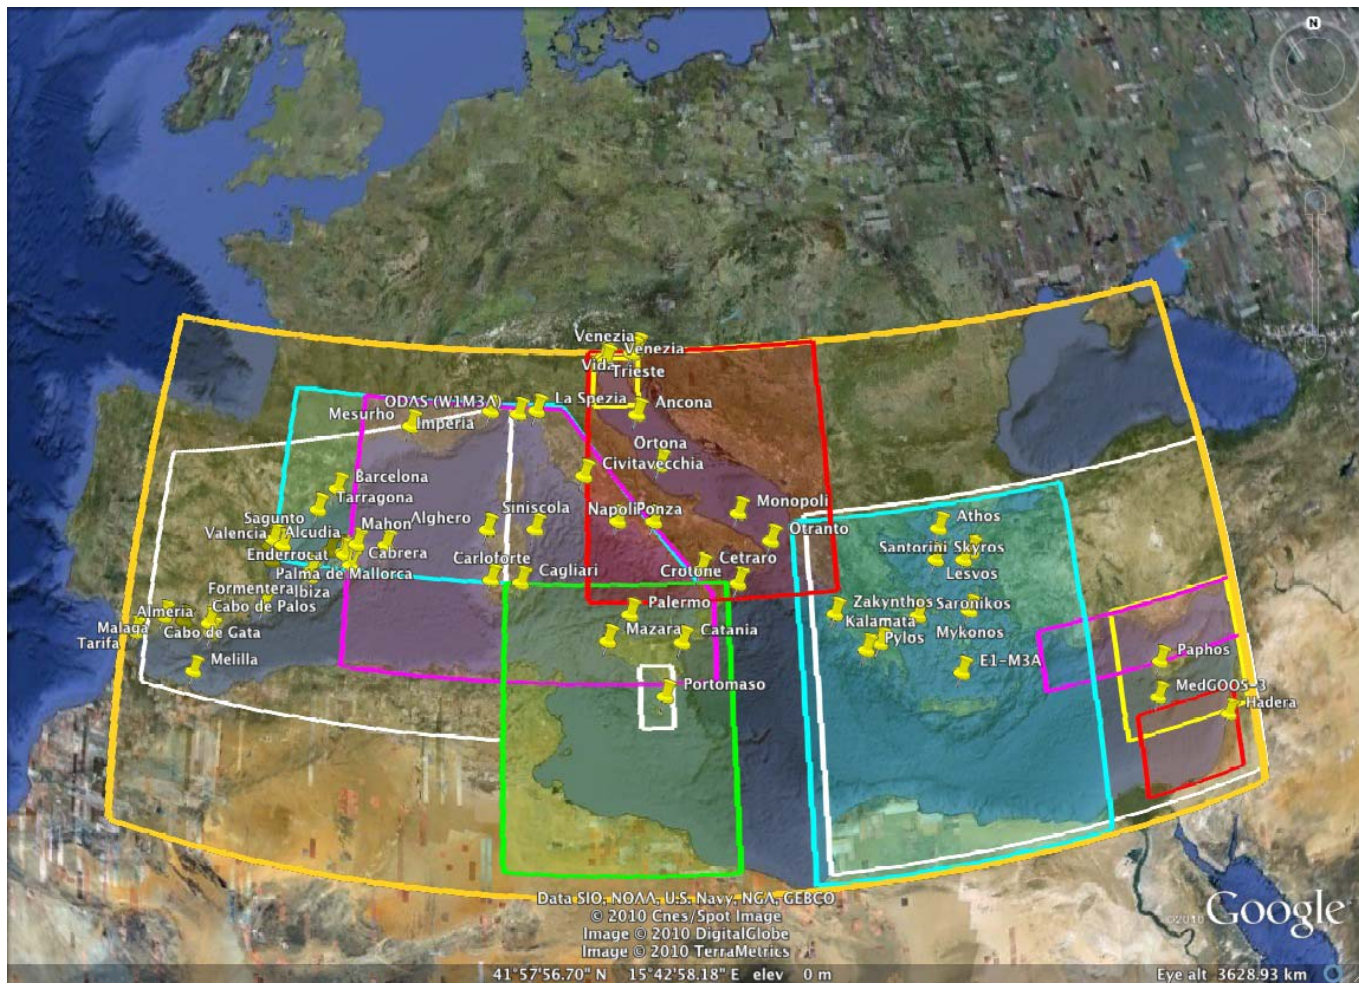 N
Venezia
Venezia
Vida
Trieste
ODAS (W1M3A)
La Spezia
Mesurho
Imperia
Ancona
Ortona
Civitavecchia
Barcelona
Tarragona
Siniscola
Napoli
Ponza
Monopoli
Athos
Sagunto
Mahon
Alghero
Otranto
Valencia
Alcudia
Santorini
Skyros
Enderrocat
Cabrera
Carloforte
Cagliari
Crotone
Cetraro
Lesvos
Palma de Mallorca
Formentera
Ibiza
Almeria
Cabo de Palos
Palermo
Zakynthos
Saronikos
Malaga
Cabo de Gata
Mazara
Catania
Kalamata
Mykonos
Tarifa
Pylos
Paphos
Melilla
E1-M3A
Portomaso
MedGOOS-3
Hadera
Data SIO, NOAA, U.S. Navy, NGA, GEBCO
© 2010 Cnes/Spot Image
Image © 2010 DigitalGlobe
Image © 2010 TerraMetrics
©2010 Google
41°57'56.70" N 15°42'58.18" E elev 0 m
Eye alt 3628.93 km